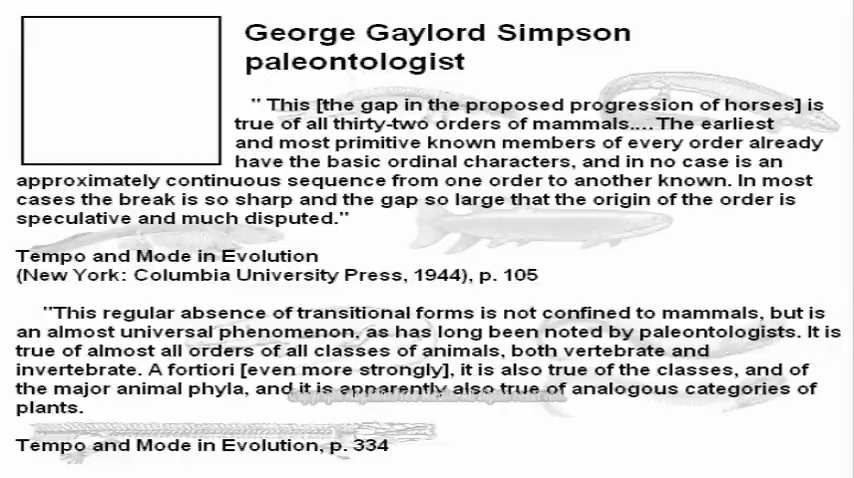 George Gaylord Simpson
paleontologist
" This [the gap in the proposed progression of horses] is
true of all thirty-two orders of mammals....The earliest
and most primitive known members of every order already
have the basic ordinal characters, and in no case is an
approximately continuous sequence from one order to another known. In most
cases the break is so sharp and the gap so large that the origin of the order is
speculative and much disputed."
Tempo and Mode in Evolution
(New York: Columbia University Press, 1944), p. 105
"This regular absence of transitional forms is not confined to mammals, but is
an almost universal phenomenon, as has long been noted by paleontologists. It is
true of almost all orders of all classes of animals, both vertebrate and
invertebrate. A fortiori [even more strongly], it is also true of the classes, and of
the major animal phyla, and it is apparently also true of analogous categories of
plants.
Tempo and Mode in Evolution, p. 334